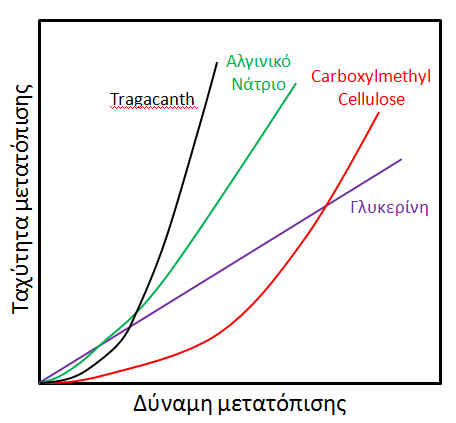 Αλγινικό
Νάτριο
Carboxylmethyl
Cellulose
Tragacanth
Γλυκερίνη
Ταχύτητα μετατόπισης
Δύναμη μετατόπισης